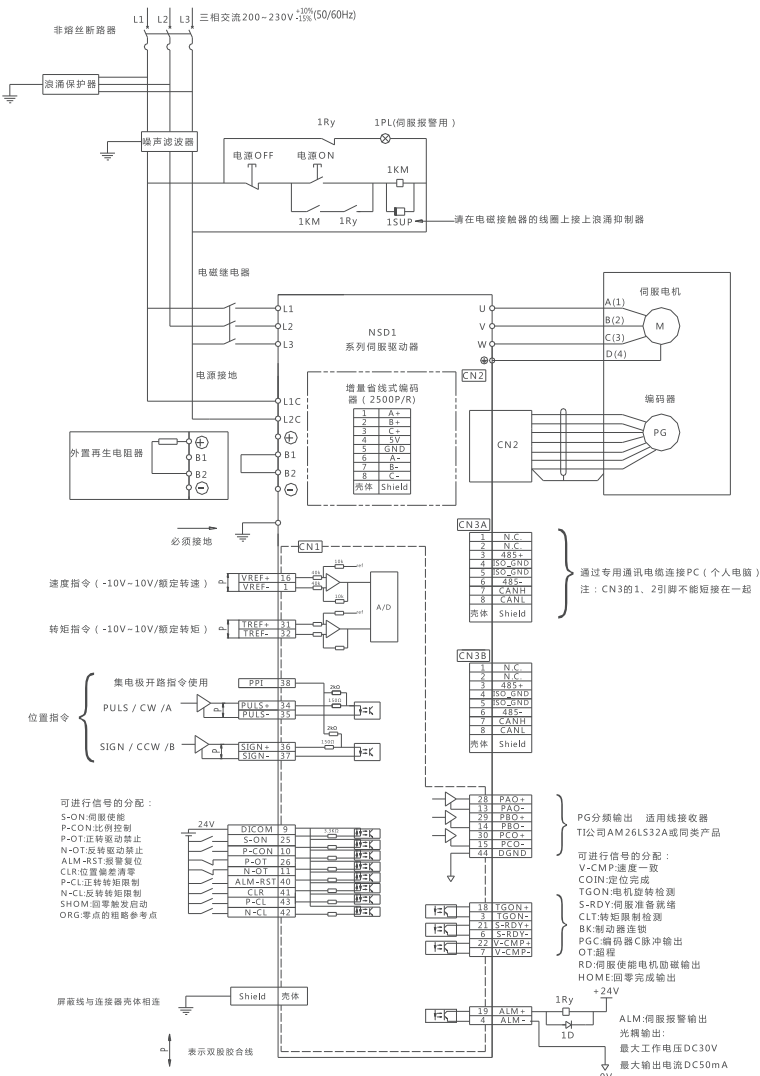 L1 L2 L3 三相交流200~230V +10% -15% (50/60Hz)
非熔丝断路器
浪涌保护器
噪声滤波器
1Ry 1PL(伺服报警用)
电源OFF 电源ON
1KM
1KM 1Ry 1SUP
请在电磁接触器的线圈上接上浪涌抑制器
电磁继电器
L1
L2
L3
NSD1
系列伺服驱动器
U
V
W
伺服电机
A(1)
B(2)
C(3)
D(4)
M
CN2
电源接地
L1C
L2C
增量省线式编码
器(2500P/R)
1 A+
2 B+
3 C+
4 5V
5 GND
6 A-
7 B-
8 C-
壳体 Shield
CN2
编码器
PG
外置再生电阻器
B1
B2
B1
B2
必须接地
CN1
CN3A
1 N.C.
2 N.C.
3 485+
4 ISO_GND
5 ISO_GND
6 485-
7 CANH
8 CANL
壳体 Shield
通过专用通讯电缆连接PC(个人电脑)
注:CN3的1、2引脚不能短接在一起
速度指令(-10V~10V/额定转速) P
VREF+ 16
VREF- 1
40k
40k
10k
10k
ref
A/D
转矩指令(-10V~10V/额定转矩) P
TREF+ 31
TREF- 32
ref
CN3B
1 N.C.
2 N.C.
3 485+
4 ISO_GND
5 ISO_GND
6 485-
7 CANH
8 CANL
壳体 Shield
位置指令
集电极开路指令使用
PPI 38
PULS / CW /A
P
PULS+ 34
PULS- 35
2kΩ
150Ω
SIGN / CCW /B
P
SIGN+ 36
SIGN- 37
2kΩ
150Ω
可进行信号的分配:
S-ON:伺服使能
P-CON:比例控制
P-OT:正转驱动禁止
N-OT:反转驱动禁止
ALM-RST:报警复位
CLR:位置偏差清零
P-CL:正转转矩限制
N-CL:反转转矩限制
SHOM:回零触发启动
ORG:零点的粗略参考点
24V
DICOM 9
S-ON 25
P-CON 10
P-OT 26
N-OT 11
ALM-RST 40
CLR 41
P-CL 43
N-CL 42
3.3KΩ
28 PAO+
13 PAO-
29 PBO+
14 PBO-
30 PCO+
15 PCO-
44 DGND
PG分频输出 适用线接收器
TI公司AM26LS32A或同类产品
18 TGON+
3 TGON-
21 S-RDY+
6 S-RDY-
22 V-CMP+
7 V-CMP-
可进行信号的分配:
V-CMP:速度一致
COIN:定位完成
TGON:电机旋转检测
S-RDY:伺服准备就绪
CLT:转矩限制检测
BK:制动器连锁
PGC:编码器C脉冲输出
OT:超程
RD:伺服使能电机励磁输出
HOME:回零完成输出
屏蔽线与连接器壳体相连
Shield 壳体
19 ALM+
4 ALM-
1Ry
+24V
1D
0V
ALM:伺服报警输出
光耦输出:
最大工作电压DC30V
最大输出电流DC50mA
P 表示双股胶合线